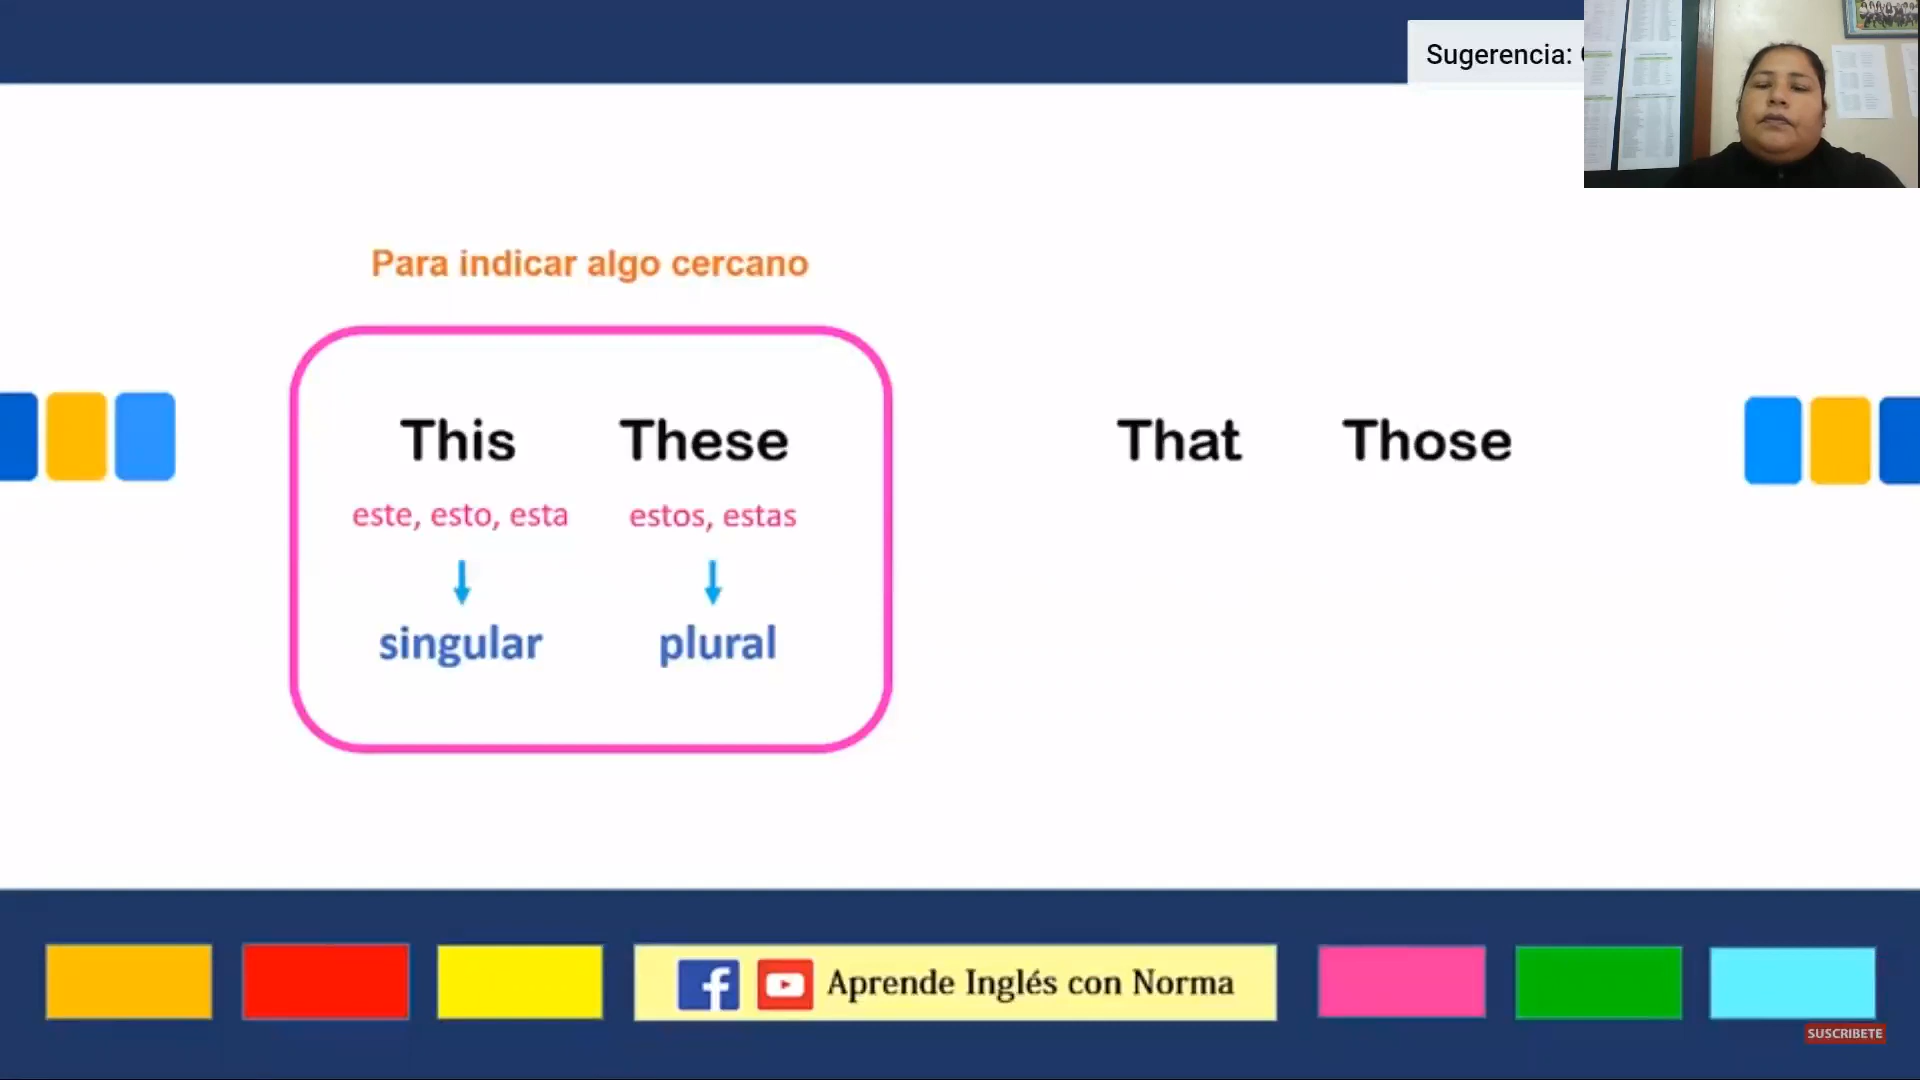 Sugerencia:
Para indicar algo cercano
This These
este, esto, esta estos, estas
singular plural
That Those
Aprende Inglés con Norma
SUSCRIBETE